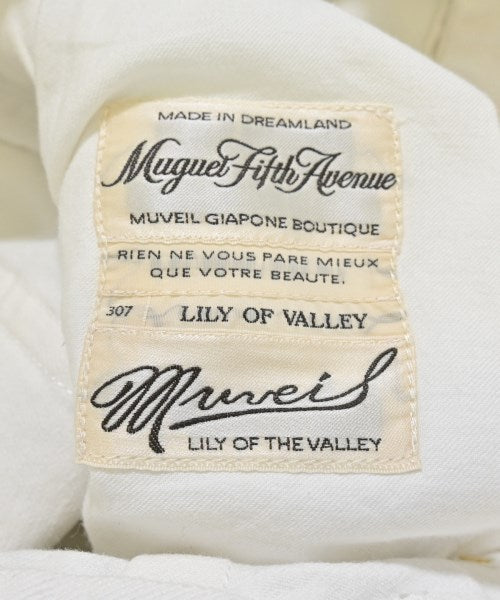 MADE IN DREAMLAND
Muguet Fifth Avenue
MUVEIL GIAPONE BOUTIQUE
RIEN NE VOUS PARE MIEUX
QUE VOTRE BEAUTE.
307 LILY OF VALLEY
Muveil
LILY OF THE VALLEY